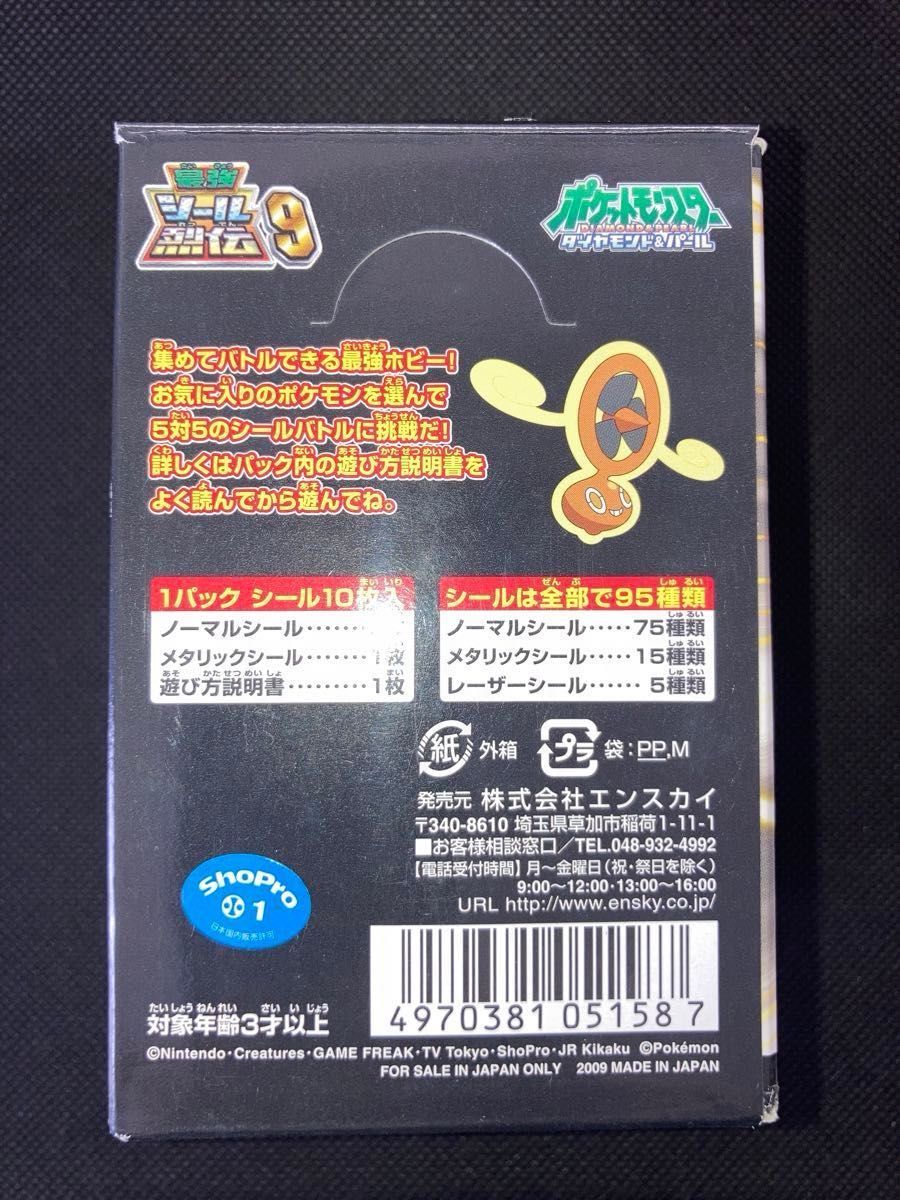 最強
シール
烈伝 9
ポケットモンスター
DIAMOND&PEARL
ダイヤモンド&パール
集めてバトルできる最強ホビー!
お気に入りのポケモンを選んで
5対5のシールバトルに挑戦だ!
詳しくはパック内の遊び方説明書を
よく読んでから遊んでね。
1パック シール10枚入
ノーマルシール・・・・・・
メタリックシール・・・・・・・1枚
遊び方説明書・・・・・・・・・1枚
シールは全部で95種類
ノーマルシール・・・・・75種類
メタリックシール・・・・・15種類
レーザーシール・・・・・・5種類
紙 外箱 プラ 袋:PP,M
発売元 株式会社エンスカイ
〒340-8610 埼玉県草加市稲荷1-11-1
■お客様相談窓口/TEL.048-932-4992
【電話受付時間】月〜金曜日(祝・祭日を除く)
9:00〜12:00・13:00〜16:00
URL http://www.ensky.co.jp/
ShoPro
1
日本国内販売許可
4970381 051587
対象年齢3才以上
©Nintendo・Creatures・GAME FREAK・TV Tokyo・ShoPro・JR Kikaku ©Pokémon
FOR SALE IN JAPAN ONLY 2009 MADE IN JAPAN